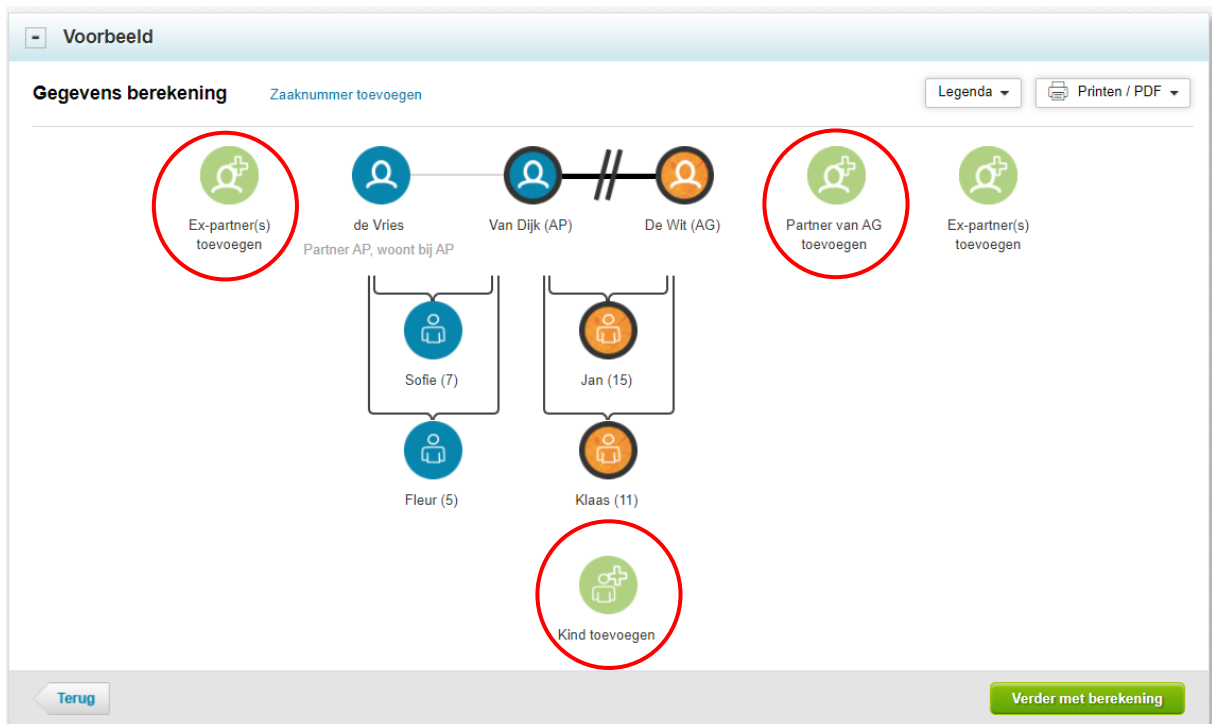 - Voorbeeld
Gegevens berekening Zaaknummer toevoegen Legenda Printen / PDF
Ex-partner(s)
toevoegen
de Vries
Partner AP, woont bij AP
Van Dijk (AP)
De Wit (AG)
Partner van AG
toevoegen
Ex-partner(s)
toevoegen
Sofie (7)
Jan (15)
Fleur (5)
Klaas (11)
Kind toevoegen
Terug
Verder met berekening